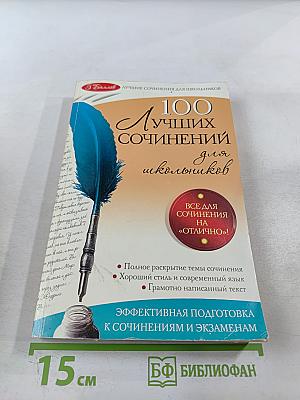 5 баллов
ЛУЧШИЕ СОЧИНЕНИЯ ДЛЯ ШКОЛЬНИКОВ
100
ЛУЧШИХ
СОЧИНЕНИЙ
для
школьников
ВСЕ ДЛЯ
СОЧИНЕНИЯ
НА
«ОТЛИЧНО»!
• Полное раскрытие темы сочинения
• Хороший стиль и современный язык
• Грамотно написанный текст
ЭФФЕКТИВНАЯ ПОДГОТОВКА
К СОЧИНЕНИЯМ И ЭКЗАМЕНАМ
15 см
БФ БИБЛИОФАН